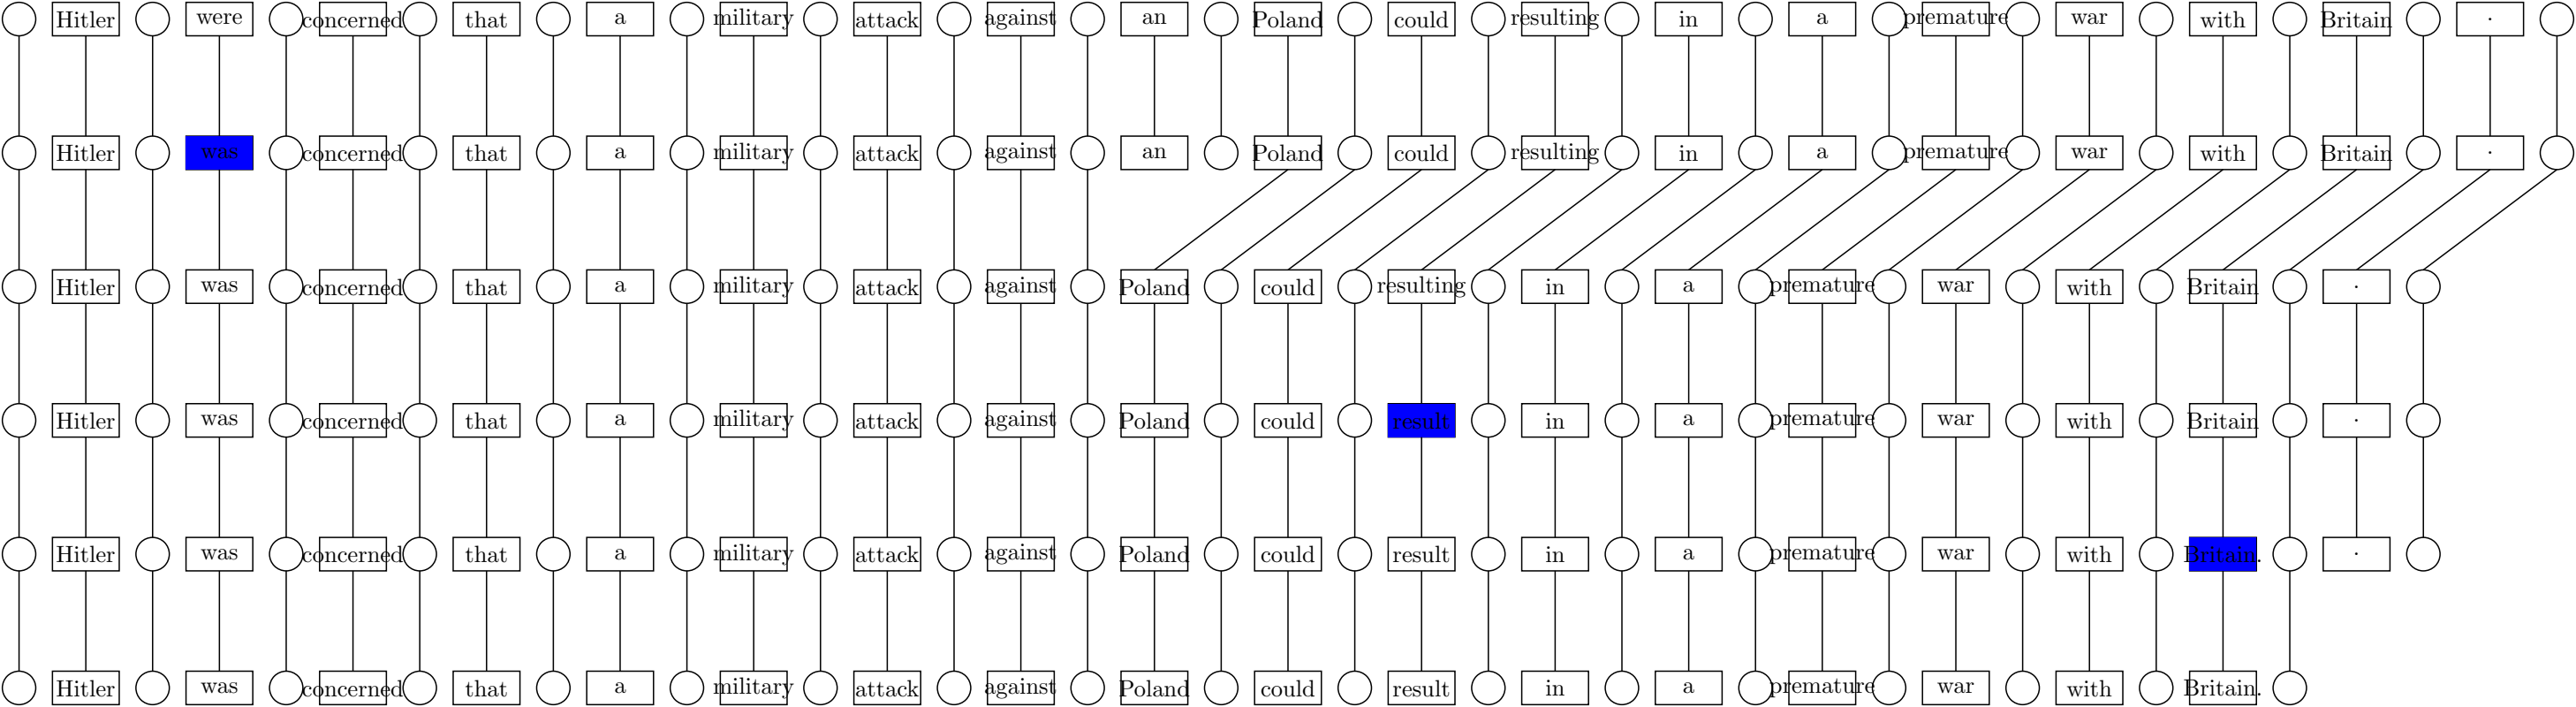 Hitler were concerned that a military attack against an Poland could resulting in a premature war with Britain .
Hitler was concerned that a military attack against an Poland could resulting in a premature war with Britain .
Hitler was concerned that a military attack against Poland could resulting in a premature war with Britain .
Hitler was concerned that a military attack against Poland could result in a premature war with Britain .
Hitler was concerned that a military attack against Poland could result in a premature war with Britain. .
Hitler was concerned that a military attack against Poland could result in a premature war with Britain.